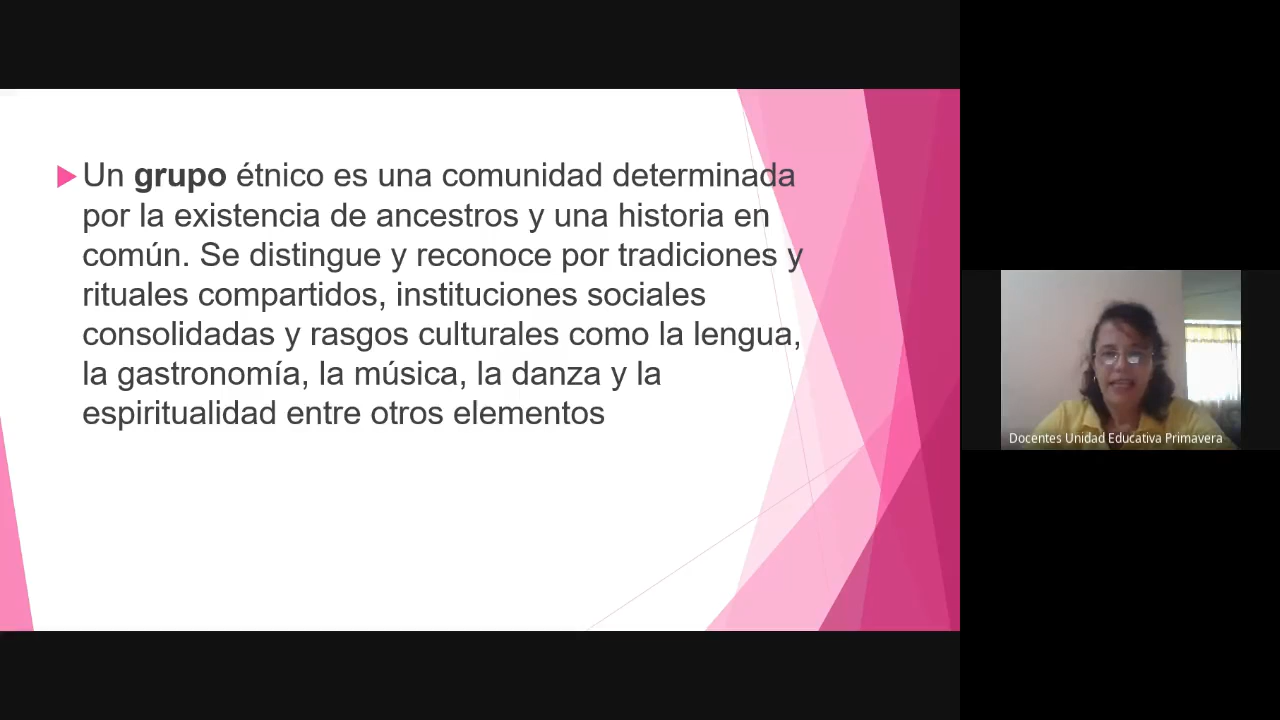 Un grupo étnico es una comunidad determinada
por la existencia de ancestros y una historia en
común. Se distingue y reconoce por tradiciones y
rituales compartidos, instituciones sociales
consolidadas y rasgos culturales como la lengua,
la gastronomía, la música, la danza y la
espiritualidad entre otros elementos
Docentes Unidad Educativa Primavera